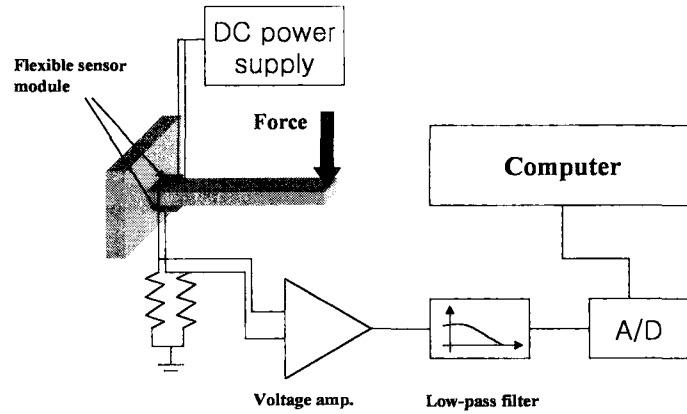 DC power
supply
Flexible sensor
module
Force
Computer
A/D
Voltage amp.
Low-pass filter